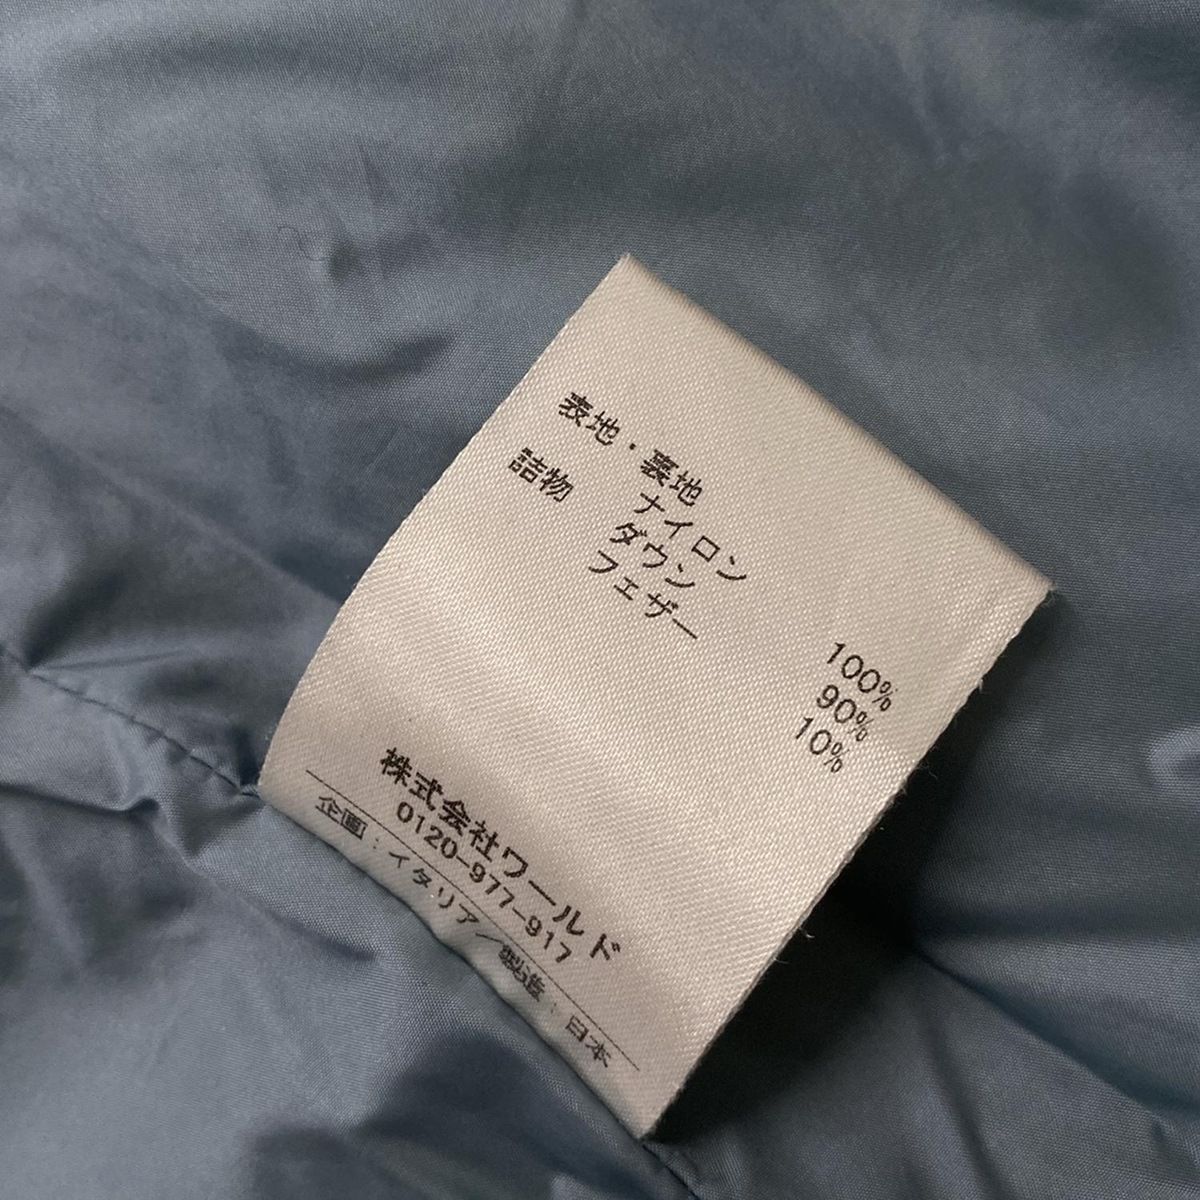 表地・裏地
ナイロン 100%
詰物 ダウン 90%
フェザー 10%
株式会社ワールド
0120-977-917
企画：イタリア／製造：日本